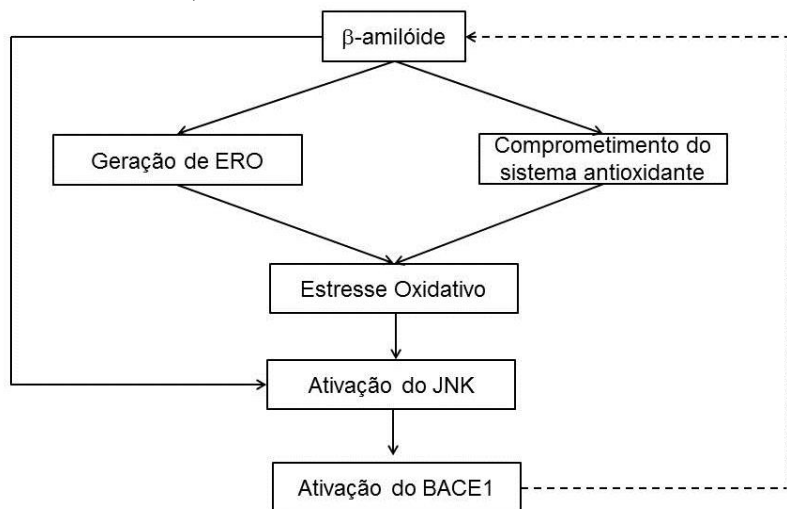 β-amilóide
Geração de ERO
Comprometimento do
sistema antioxidante
Estresse Oxidativo
Ativação do JNK
Ativação do BACE1